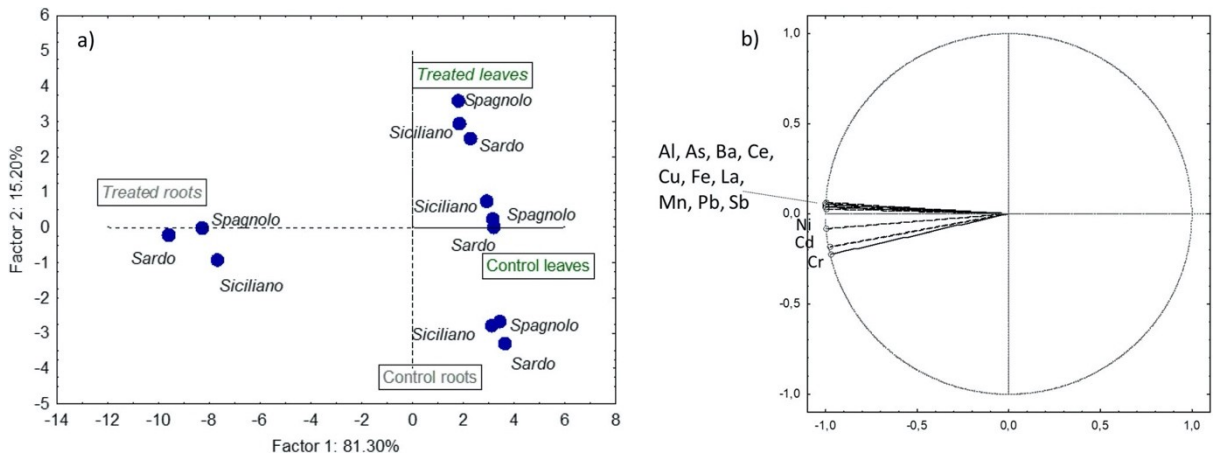 a)
6
5
4
3
2
1
0
-1
-2
-3
-4
-5
Factor 2: 15.20%
Treated leaves
Spagnolo
Siciliano
Sardo
Treated roots
Spagnolo
Sardo
Siciliano
Siciliano
Spagnolo
Sardo
Control leaves
Siciliano
Spagnolo
Sardo
Control roots
-14 -12 -10 -8 -6 -4 -2 0 2 4 6 8
Factor 1: 81.30%
b)
1,0
0,5
0,0
-0,5
-1,0
Al, As, Ba, Ce,
Cu, Fe, La,
Mn, Pb, Sb
Ni
Cd
Cr
-1,0 -0,5 0,0 0,5 1,0